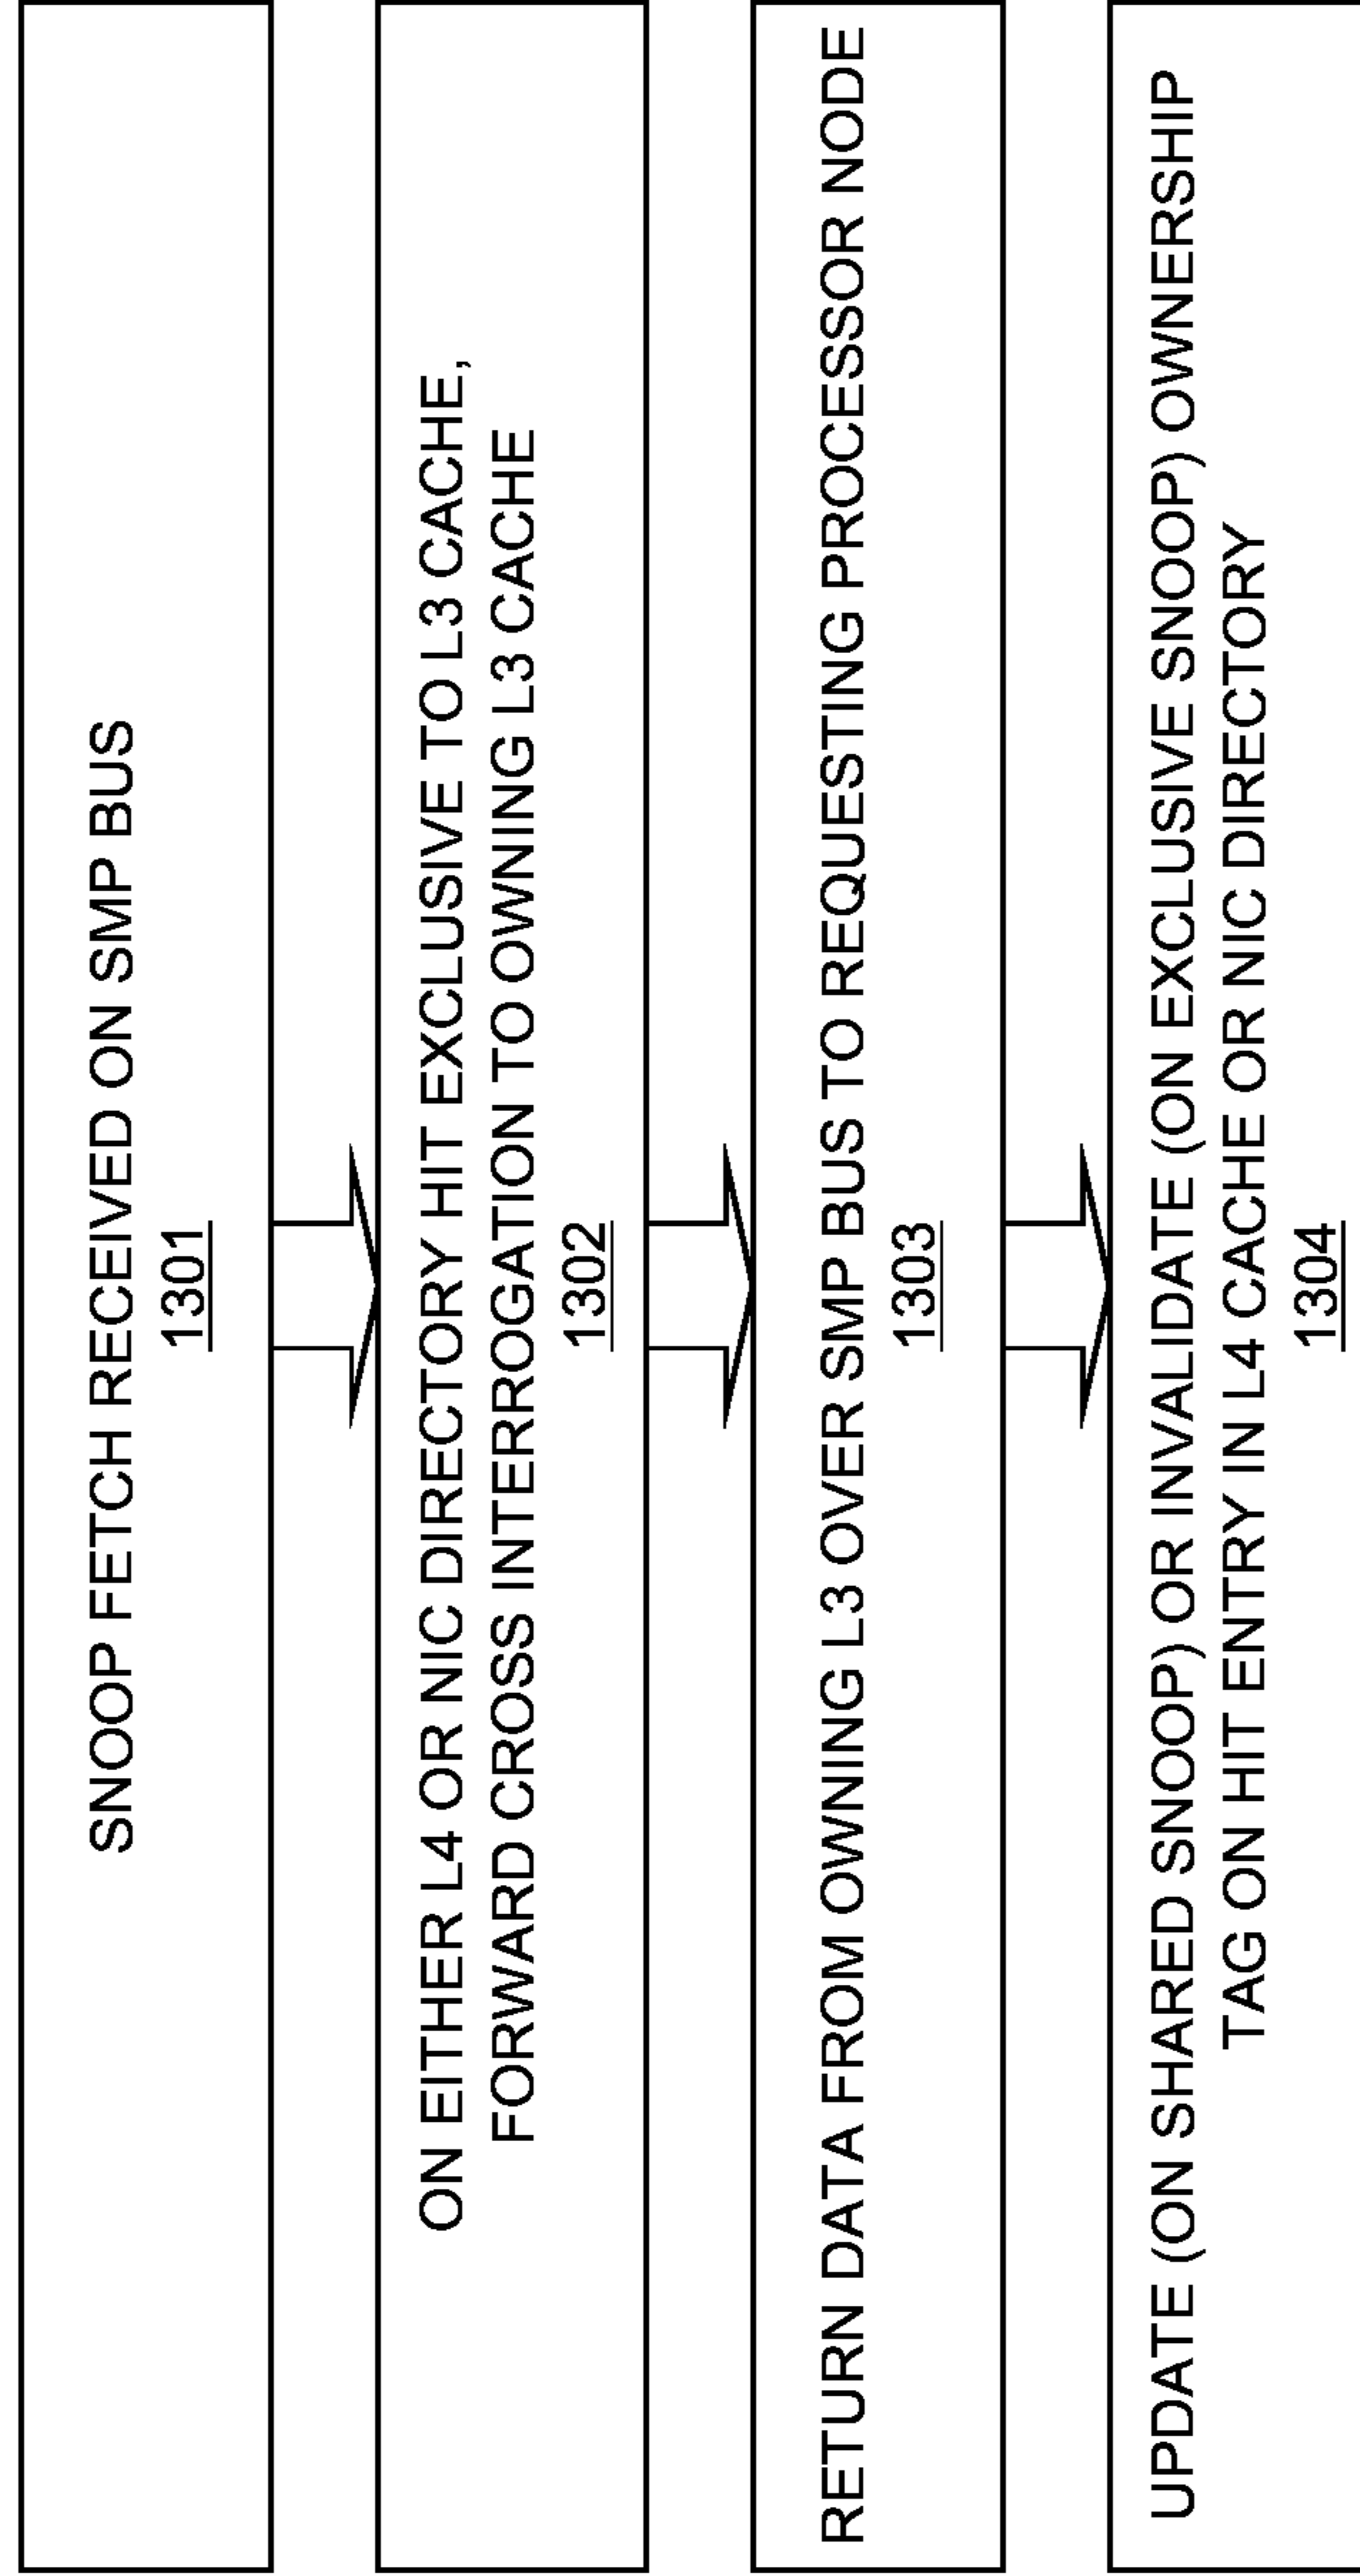 SNOOP FETCH RECEIVED ON SMP BUS
1301
ON EITHER L4 OR NIC DIRECTORY HIT EXCLUSIVE TO L3 CACHE,
FORWARD CROSS INTERROGATION TO OWNING L3 CACHE
1302
RETURN DATA FROM OWNING L3 OVER SMP BUS TO REQUESTING PROCESSOR NODE
1303
UPDATE (ON SHARED SNOOP) OR INVALIDATE (ON EXCLUSIVE SNOOP) OWNERSHIP
TAG ON HIT ENTRY IN L4 CACHE OR NIC DIRECTORY
1304